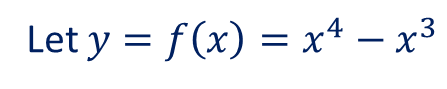 Let y = f(x) = x⁴ − x³